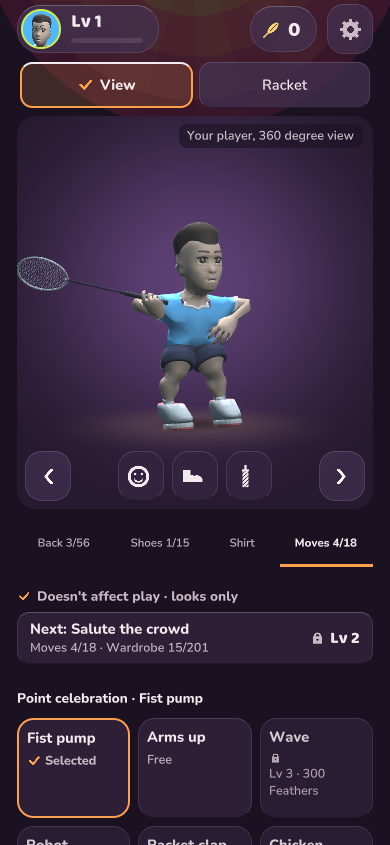 Lv 1
0
View
Racket
Your player, 360 degree view
Back 3/56
Shoes 1/15
Shirt
Moves 4/18
Doesn't affect play · looks only
Next: Salute the crowd
Moves 4/18 · Wardrobe 15/201
Lv 2
Point celebration · Fist pump
Fist pump
Selected
Arms up
Free
Wave
Lv 3 · 300
Feathers
Robot
Racket clap
Chicken